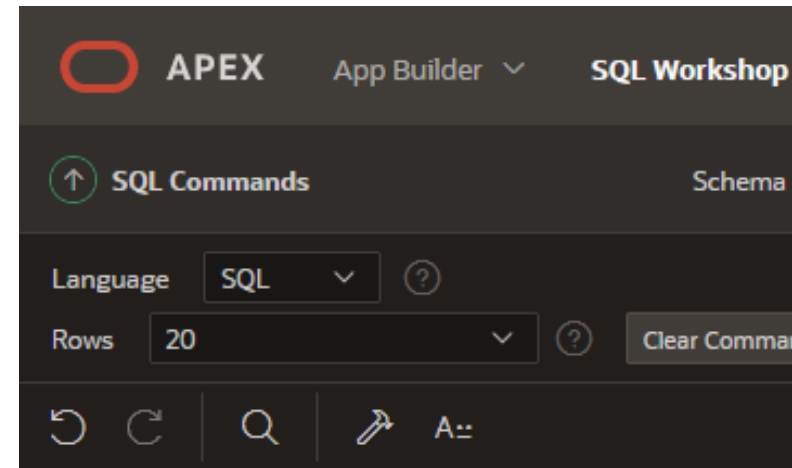 APEX App Builder SQL Workshop
SQL Commands Schema
Language SQL ?
Rows 20 ? Clear Comma
A::